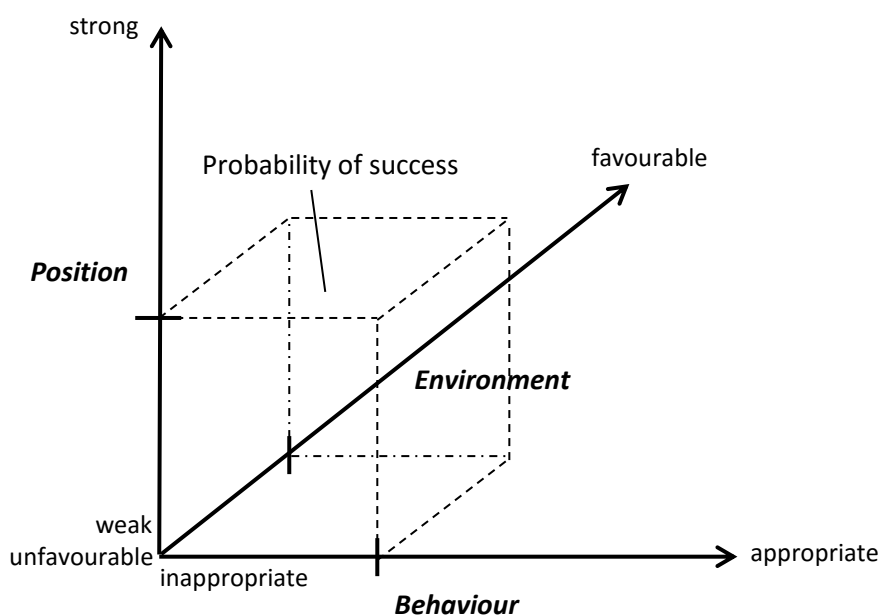 strong
Probability of success
favourable
Position
Environment
weak
unfavourable
inappropriate
appropriate
Behaviour